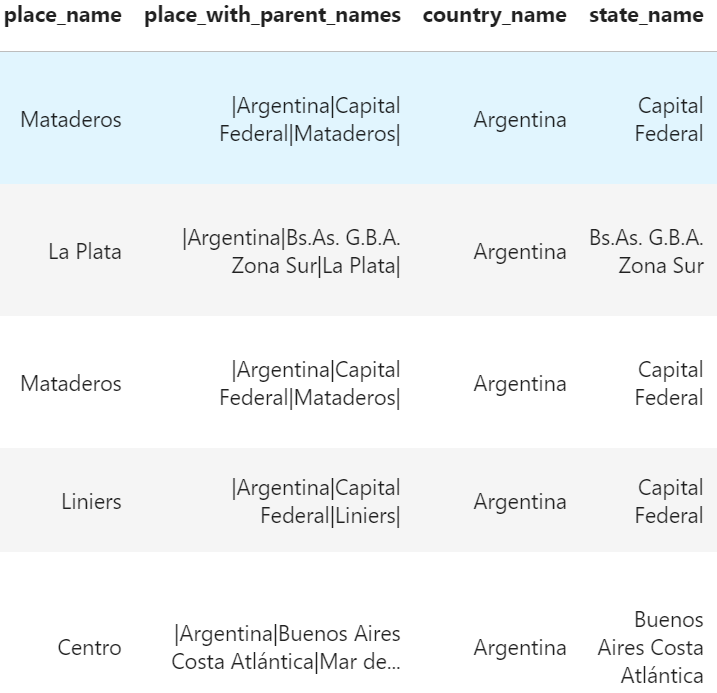 place_name place_with_parent_names country_name state_name
Mataderos |Argentina|Capital Federal|Mataderos| Argentina Capital Federal
La Plata |Argentina|Bs.As. G.B.A. Zona Sur|La Plata| Argentina Bs.As. G.B.A. Zona Sur
Mataderos |Argentina|Capital Federal|Mataderos| Argentina Capital Federal
Liniers |Argentina|Capital Federal|Liniers| Argentina Capital Federal
Centro |Argentina|Buenos Aires Costa Atlántica|Mar de... Argentina Buenos Aires Costa Atlántica